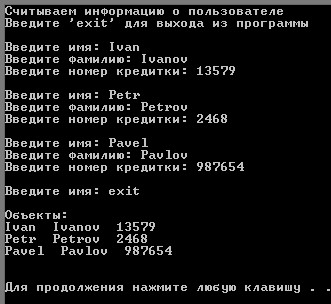 Считываем информацию о пользователе
Введите 'exit' для выхода из программы
Введите имя: Ivan
Введите фамилию: Ivanov
Введите номер кредитки: 13579
Введите имя: Petr
Введите фамилию: Petrov
Введите номер кредитки: 2468
Введите имя: Pavel
Введите фамилию: Pavlov
Введите номер кредитки: 987654
Введите имя: exit
Объекты:
Ivan Ivanov 13579
Petr Petrov 2468
Pavel Pavlov 987654
Для продолжения нажмите любую клавишу . .